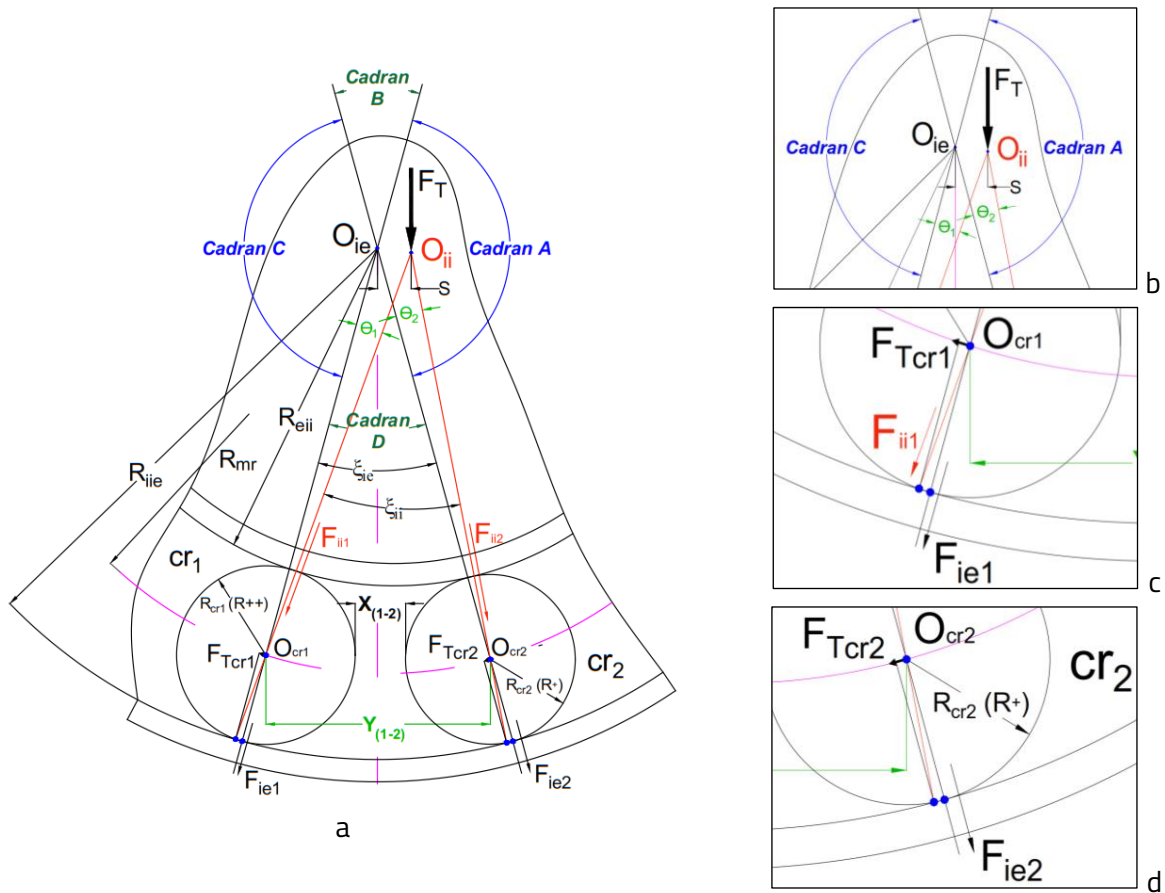 Cadran
B
F_T
O_ie
O_ii
Cadran C
Cadran A
S
Θ_1
Θ_2
R_eii
Cadran
D
R_iie
R_mr
ξ_ie
ξ_ii
F_ii1
F_ii2
cr_1
R_cr1 (R++)
X_(1-2)
F_Tcr1
O_cr1
F_Tcr2
O_cr2
cr_2
R_cr2 (R+)
Y_(1-2)
F_ie1
F_ie2
a
F_T
O_ie
O_ii
Cadran C
Cadran A
S
Θ_1
Θ_2
b
F_Tcr1
O_cr1
F_ii1
F_ie1
c
F_Tcr2
O_cr2
cr_2
R_cr2 (R+)
F_ie2
d